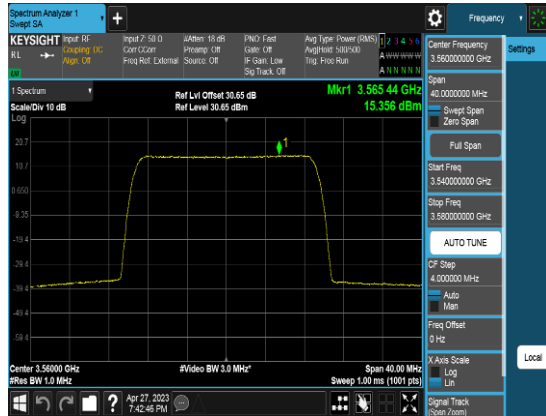 Spectrum Analyzer 1
Swept SA
Frequency
KEYSIGHT
RL
Input: RF
Coupling: DC
Align: Off
Input Z: 50 Ω
Corr CCorr
Freq Ref: External
#Atten: 18 dB
Preamp: Off
Source: Off
PNO: Fast
Gate: Off
IF Gain: Low
Sig Track: Off
Avg Type: Power (RMS)
Avg|Hold: 500/500
Trig: Free Run
1 2 3 4 5 6
A W W W W W
A N N N N N
1 Spectrum
Scale/Div 10 dB
Log
Ref Lvl Offset 30.65 dB
Ref Level 30.65 dBm
Mkr1 3.565 44 GHz
15.356 dBm
1
20.7
10.7
0.650
-9.35
-19.4
-29.4
-39.4
-49.4
-59.4
Center 3.56000 GHz
#Res BW 1.0 MHz
#Video BW 3.0 MHz*
Span 40.00 MHz
Sweep 1.00 ms (1001 pts)
Apr 27, 2023
7:42:46 PM
Center Frequency
3.560000000 GHz
Span
40.0000000 MHz
Swept Span
Zero Span
Full Span
Start Freq
3.540000000 GHz
Stop Freq
3.580000000 GHz
AUTO TUNE
CF Step
4.000000 MHz
Auto
Man
Freq Offset
0 Hz
X Axis Scale
Log
Lin
Signal Track
(Span Zoom)
Settings
Local